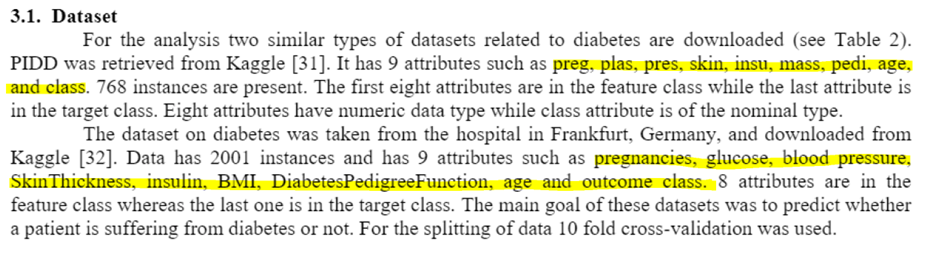 3.1. Dataset
For the analysis two similar types of datasets related to diabetes are downloaded (see Table 2).
PIDD was retrieved from Kaggle [31]. It has 9 attributes such as preg, plas, pres, skin, insu, mass, pedi, age,
and class. 768 instances are present. The first eight attributes are in the feature class while the last attribute is
in the target class. Eight attributes have numeric data type while class attribute is of the nominal type.
The dataset on diabetes was taken from the hospital in Frankfurt, Germany, and downloaded from
Kaggle [32]. Data has 2001 instances and has 9 attributes such as pregnancies, glucose, blood pressure,
SkinThickness, insulin, BMI, DiabetesPedigreeFunction, age and outcome class. 8 attributes are in the
feature class whereas the last one is in the target class. The main goal of these datasets was to predict whether
a patient is suffering from diabetes or not. For the splitting of data 10 fold cross-validation was used.